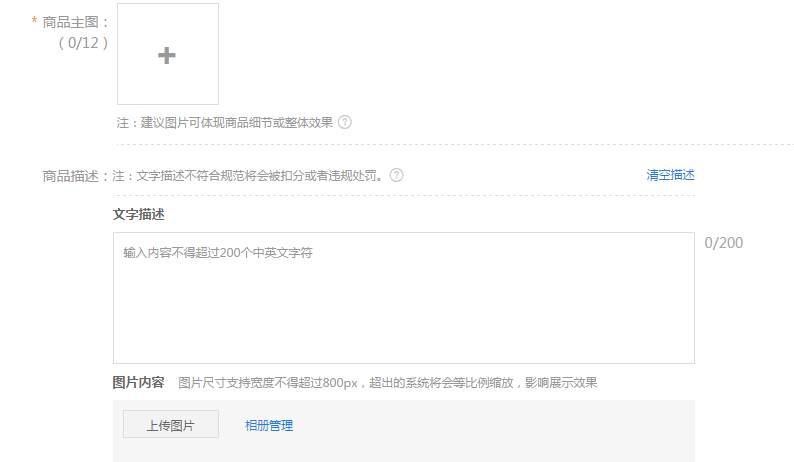 * 商品主图：
（0/12）
+
注：建议图片可体现商品细节或整体效果 ?
商品描述：注：文字描述不符合规范将会被扣分或者违规处罚。? 清空描述
文字描述
输入内容不得超过200个中英文字符
0/200
图片内容 图片尺寸支持宽度不得超过800px，超出的系统将会等比例缩放，影响展示效果
上传图片 相册管理